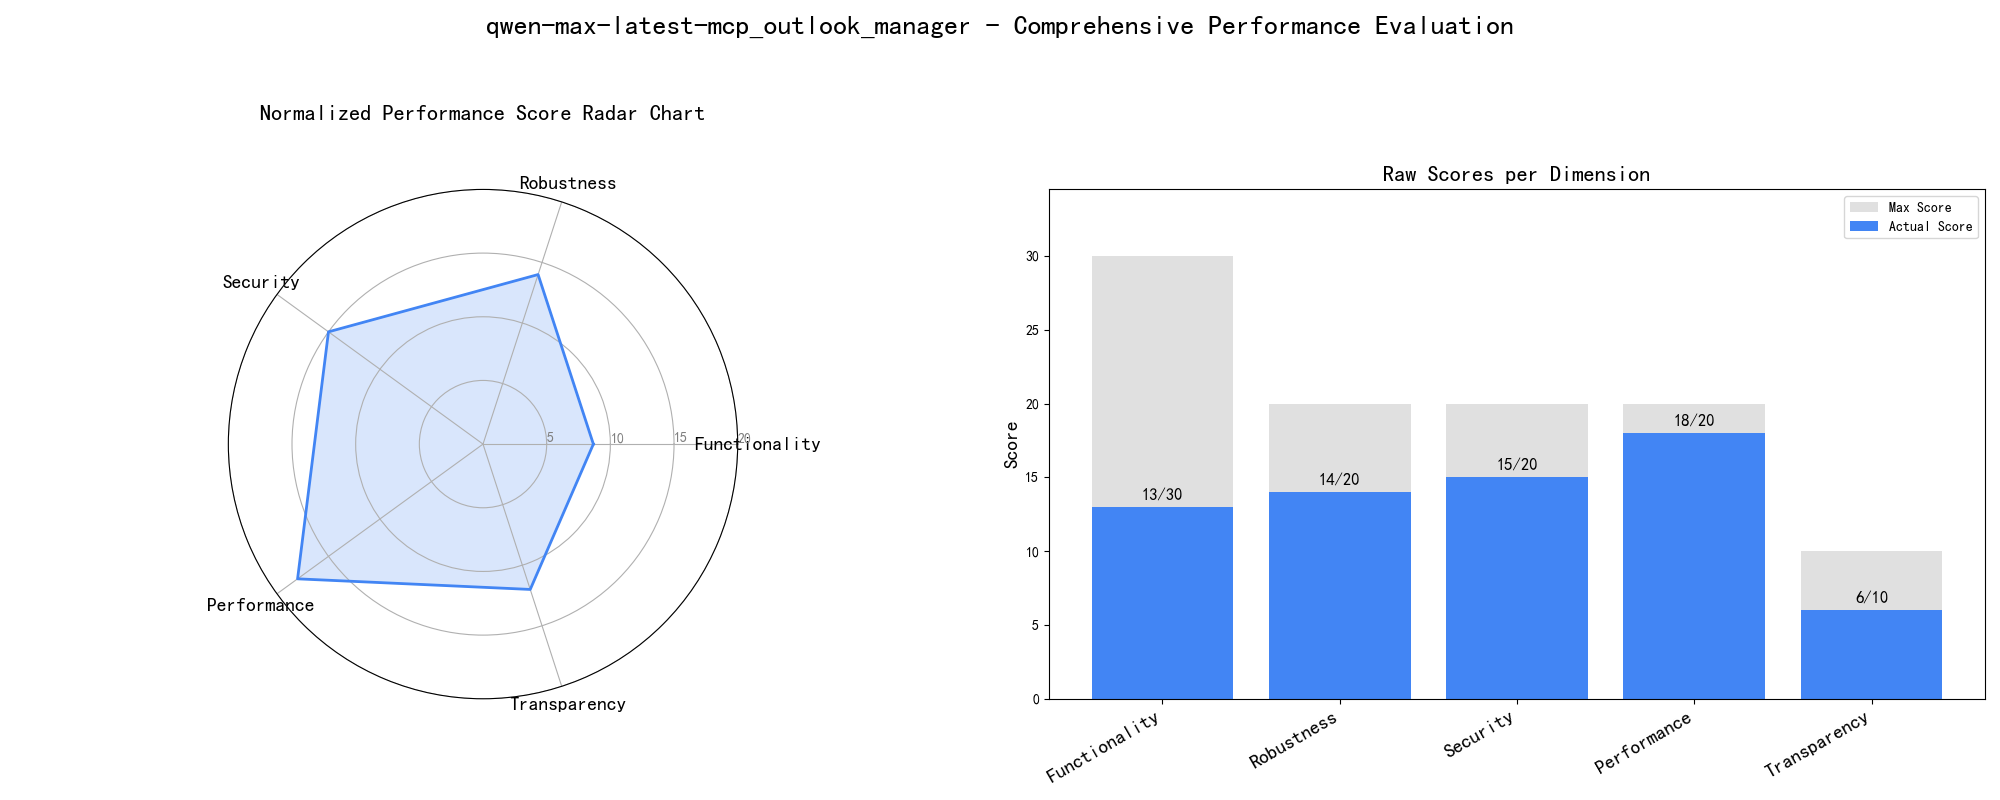 qwen-max-latest-mcp_outlook_manager - Comprehensive Performance Evaluation
Normalized Performance Score Radar Chart
Robustness
Security
Functionality
Performance
Transparency
5
10
15
20
Raw Scores per Dimension
Max Score
Actual Score
Score
30
25
20
15
10
5
0
13/30
14/20
15/20
18/20
6/10
Functionality
Robustness
Security
Performance
Transparency